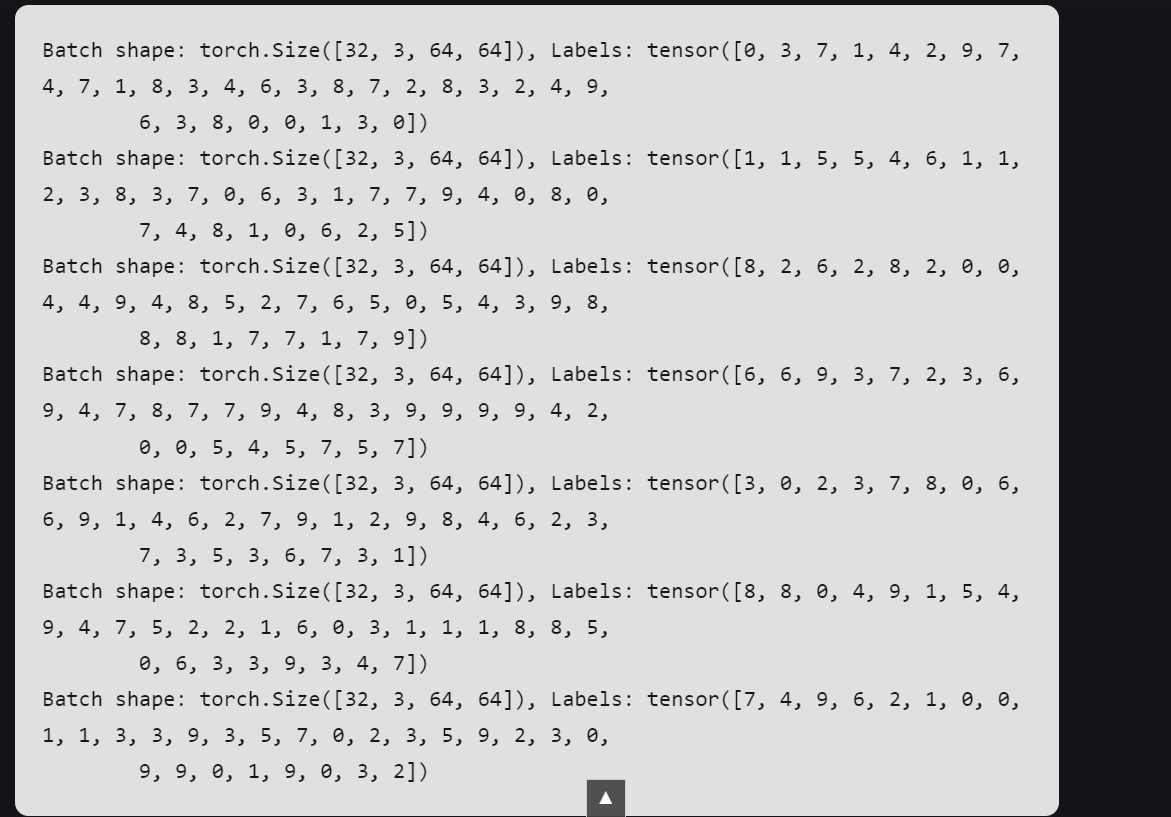 Batch shape: torch.Size([32, 3, 64, 64]), Labels: tensor([0, 3, 7, 1, 4, 2, 9, 7,
4, 7, 1, 8, 3, 4, 6, 3, 8, 7, 2, 8, 3, 2, 4, 9,
        6, 3, 8, 0, 0, 1, 3, 0])
Batch shape: torch.Size([32, 3, 64, 64]), Labels: tensor([1, 1, 5, 5, 4, 6, 1, 1,
2, 3, 8, 3, 7, 0, 6, 3, 1, 7, 7, 9, 4, 0, 8, 0,
        7, 4, 8, 1, 0, 6, 2, 5])
Batch shape: torch.Size([32, 3, 64, 64]), Labels: tensor([8, 2, 6, 2, 8, 2, 0, 0,
4, 4, 9, 4, 8, 5, 2, 7, 6, 5, 0, 5, 4, 3, 9, 8,
        8, 8, 1, 7, 7, 1, 7, 9])
Batch shape: torch.Size([32, 3, 64, 64]), Labels: tensor([6, 6, 9, 3, 7, 2, 3, 6,
9, 4, 7, 8, 7, 7, 9, 4, 8, 3, 9, 9, 9, 9, 4, 2,
        0, 0, 5, 4, 5, 7, 5, 7])
Batch shape: torch.Size([32, 3, 64, 64]), Labels: tensor([3, 0, 2, 3, 7, 8, 0, 6,
6, 9, 1, 4, 6, 2, 7, 9, 1, 2, 9, 8, 4, 6, 2, 3,
        7, 3, 5, 3, 6, 7, 3, 1])
Batch shape: torch.Size([32, 3, 64, 64]), Labels: tensor([8, 8, 0, 4, 9, 1, 5, 4,
9, 4, 7, 5, 2, 2, 1, 6, 0, 3, 1, 1, 1, 8, 8, 5,
        0, 6, 3, 3, 9, 3, 4, 7])
Batch shape: torch.Size([32, 3, 64, 64]), Labels: tensor([7, 4, 9, 6, 2, 1, 0, 0,
1, 1, 3, 3, 9, 3, 5, 7, 0, 2, 3, 5, 9, 2, 3, 0,
        9, 9, 0, 1, 9, 0, 3, 2])